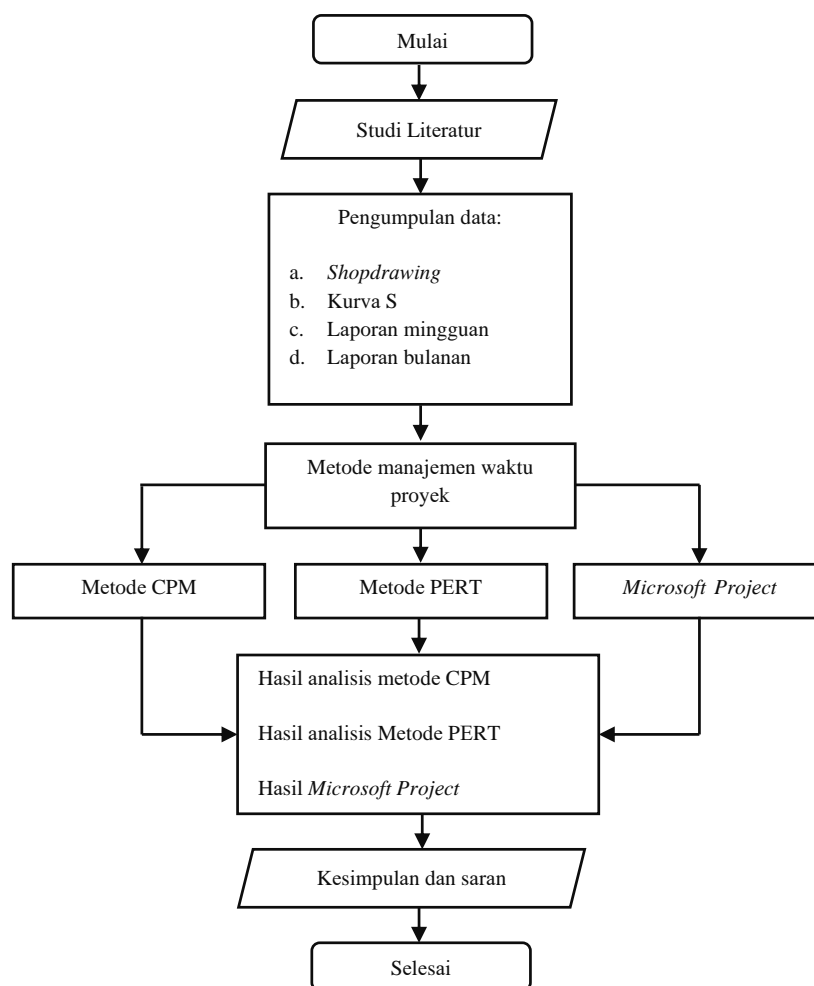 Mulai
Studi Literatur
Pengumpulan data:
a. Shopdrawing
b. Kurva S
c. Laporan mingguan
d. Laporan bulanan
Metode manajemen waktu
proyek
Metode CPM
Metode PERT
Microsoft Project
Hasil analisis metode CPM
Hasil analisis Metode PERT
Hasil Microsoft Project
Kesimpulan dan saran
Selesai